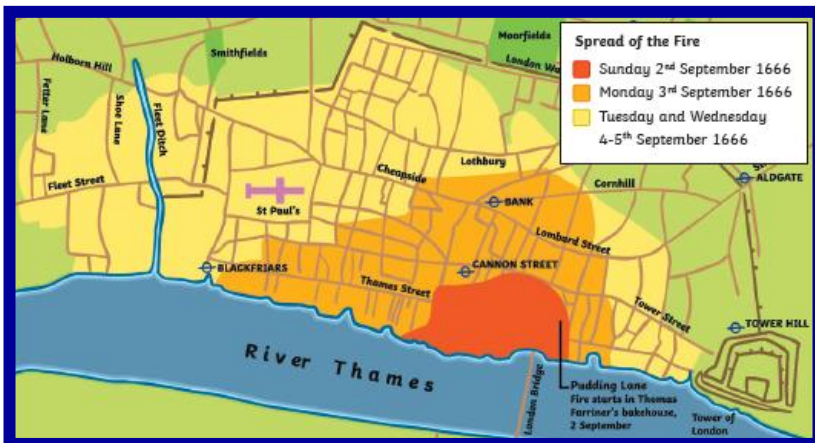 Spread of the Fire
Sunday 2nd September 1666
Monday 3rd September 1666
Tuesday and Wednesday
4-5th September 1666
Moorfields
Smithfields
London Wa
Holborn Hill
Fetter Lane
Shoe Lane
Fleet Ditch
Fleet Street
St Paul's
Cheapside
Lothbury
Cornhill
ALDGATE
BANK
Lombard Street
BLACKFRIARS
CANNON STREET
Thames Street
Tower Street
TOWER HILL
River Thames
London Bridge
Pudding Lane
Fire starts in Thomas
Farriner's bakehouse,
2 September
Tower of
London